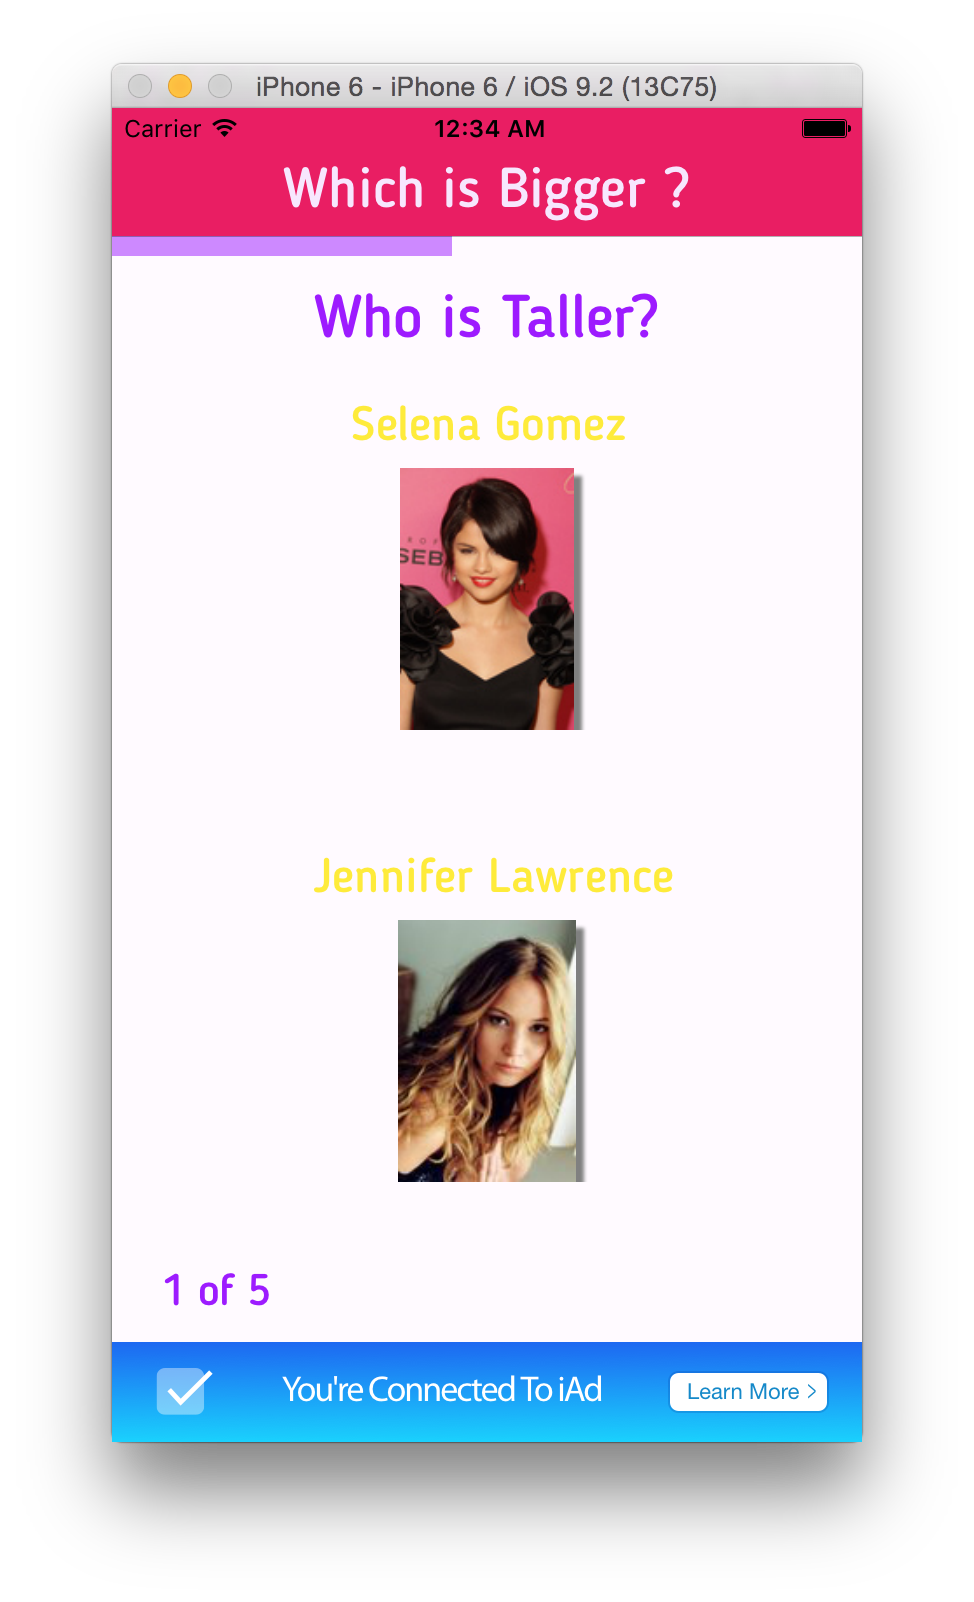 iPhone 6 - iPhone 6 / iOS 9.2 (13C75)
Carrier 12:34 AM
Which is Bigger ?
Who is Taller?
Selena Gomez
SEB
Jennifer Lawrence
1 of 5
You're Connected To iAd
Learn More >